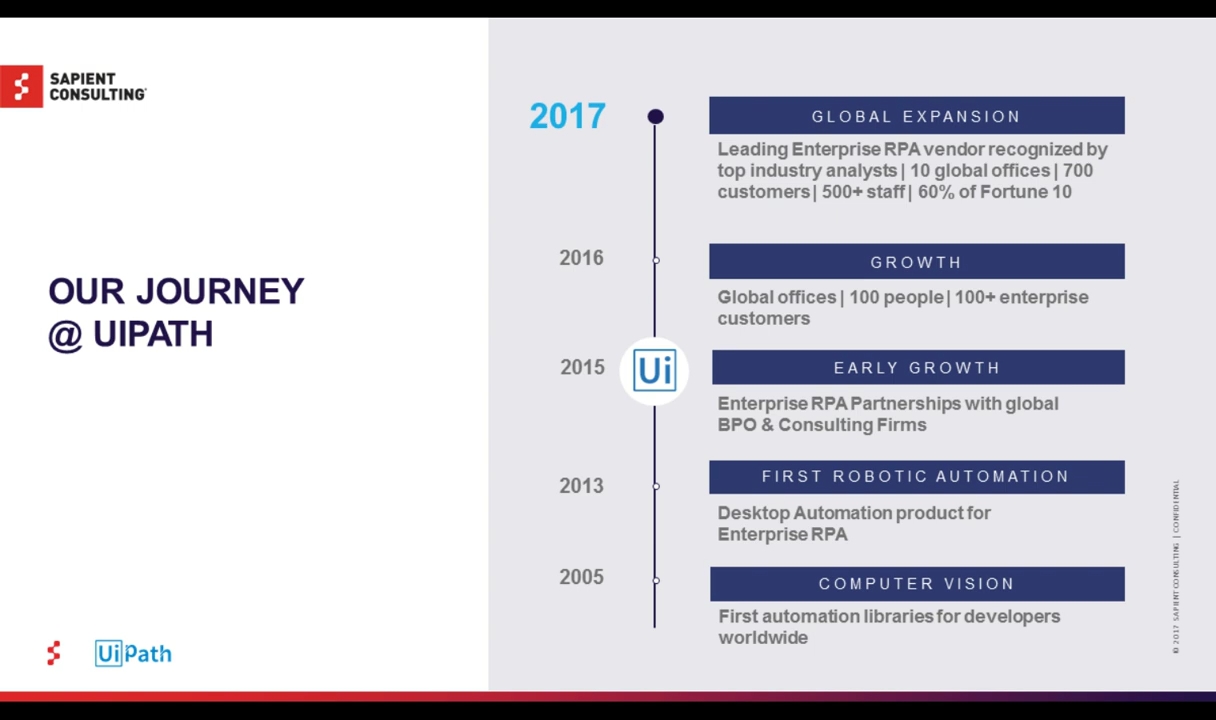 SAPIENT
CONSULTING
OUR JOURNEY
@ UIPATH
2017
GLOBAL EXPANSION
Leading Enterprise RPA vendor recognized by
top industry analysts | 10 global offices | 700
customers | 500+ staff | 60% of Fortune 10
2016
GROWTH
Global offices | 100 people | 100+ enterprise
customers
2015
Ui
EARLY GROWTH
Enterprise RPA Partnerships with global
BPO & Consulting Firms
2013
FIRST ROBOTIC AUTOMATION
Desktop Automation product for
Enterprise RPA
2005
COMPUTER VISION
First automation libraries for developers
worldwide
UiPath
© 2017 SAPIENT CONSULTING | CONFIDENTIAL